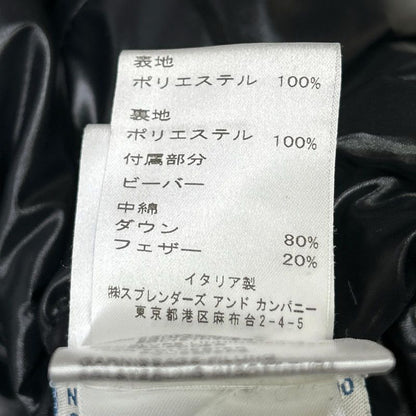 表地
ポリエステル 100%
裏地
ポリエステル 100%
付属部分
ビーバー
中綿
ダウン 80%
フェザー 20%
イタリア製
㈱スプレンダーズ アンド カンパニー
東京都港区麻布台2-4-5